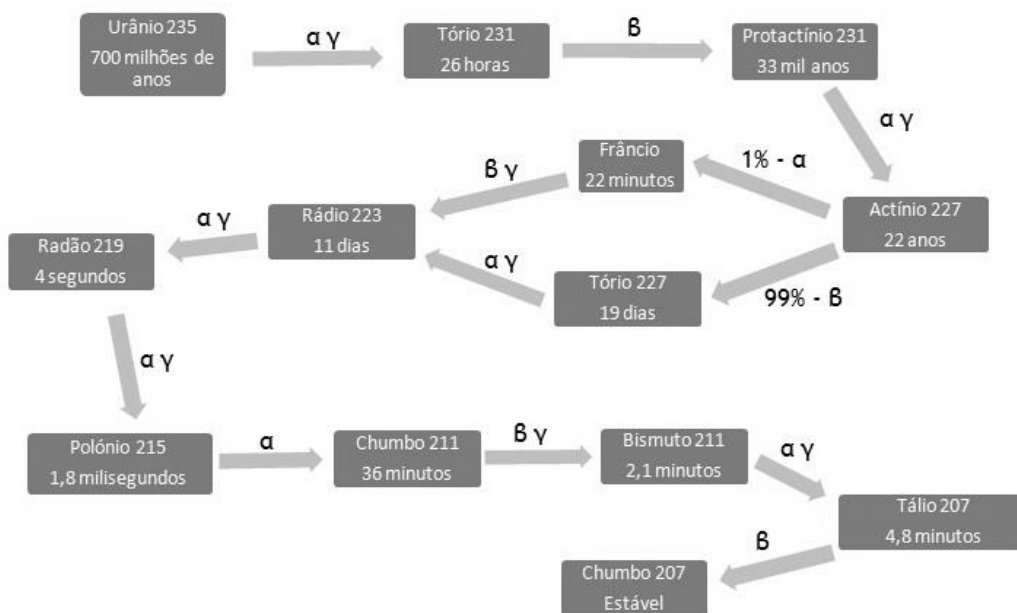 Urânio 235
700 milhões de
anos
α γ
Tório 231
26 horas
β
Protactínio 231
33 mil anos
α γ
Actínio 227
22 anos
1% - α
Frâncio
22 minutos
β γ
99% - β
Tório 227
19 dias
α γ
Rádio 223
11 dias
α γ
Radão 219
4 segundos
α γ
Polónio 215
1,8 milisegundos
α
Chumbo 211
36 minutos
β γ
Bismuto 211
2,1 minutos
α γ
Tálio 207
4,8 minutos
β
Chumbo 207
Estável